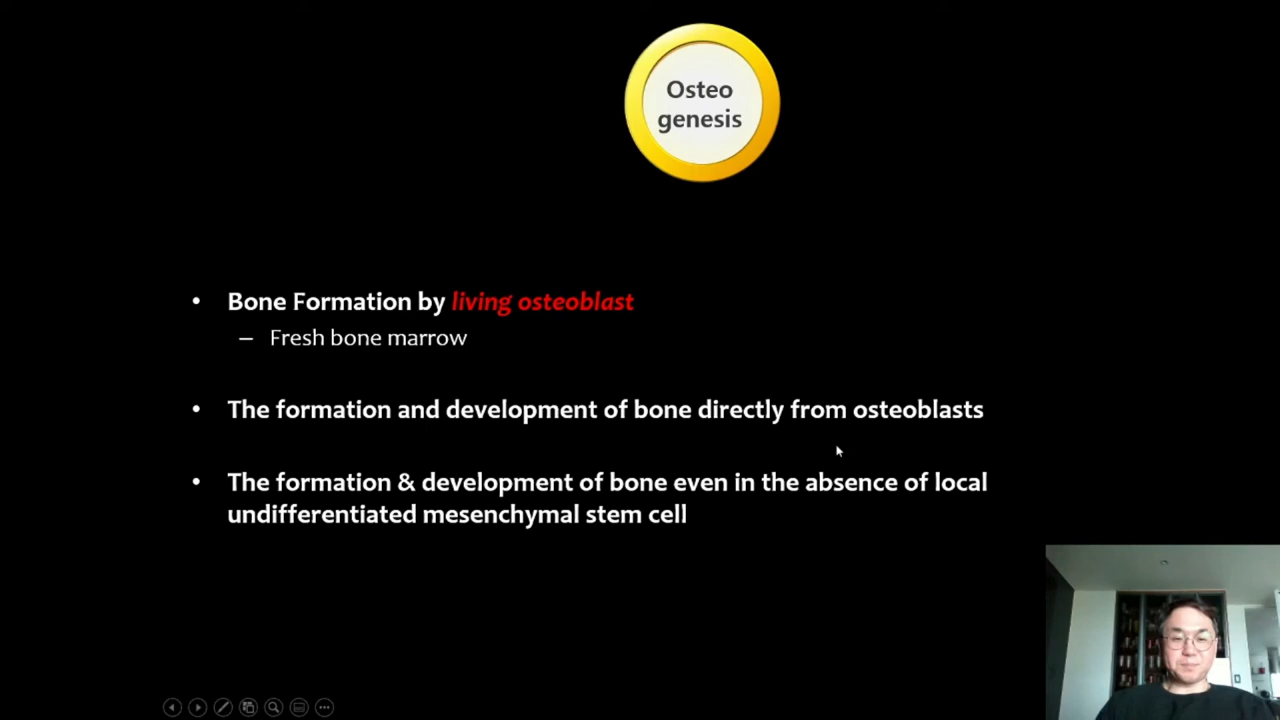 Osteo
genesis
• Bone Formation by living osteoblast
– Fresh bone marrow
• The formation and development of bone directly from osteoblasts
• The formation & development of bone even in the absence of local
undifferentiated mesenchymal stem cell